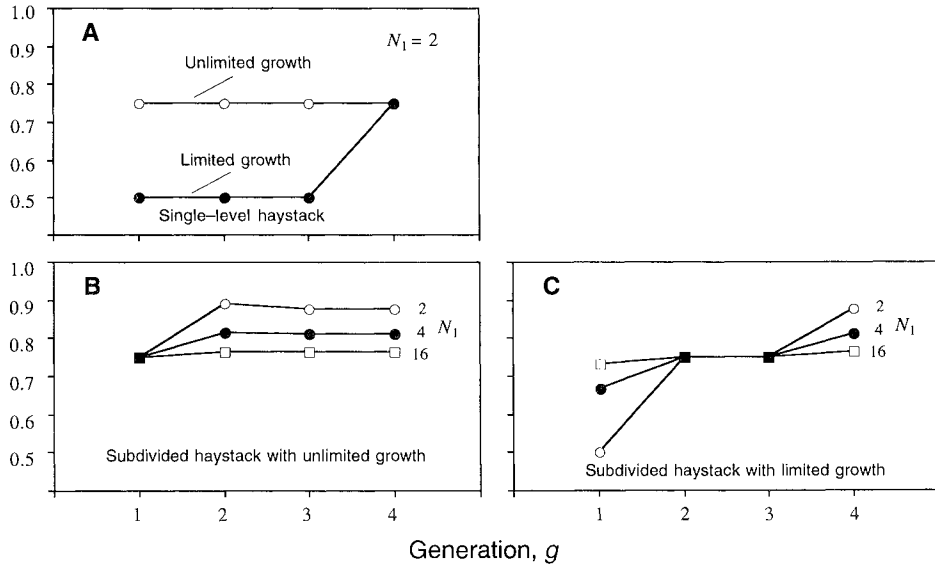 1.0
A
N₁ = 2
0.9
Unlimited growth
0.8
0.7
Limited growth
0.6
0.5
Single–level haystack
1.0
B
C
0.9
2
2
4 N₁
4 N₁
0.8
16
16
0.7
0.6
0.5
Subdivided haystack with unlimited growth
Subdivided haystack with limited growth
1 2 3 4
1 2 3 4
Generation, g